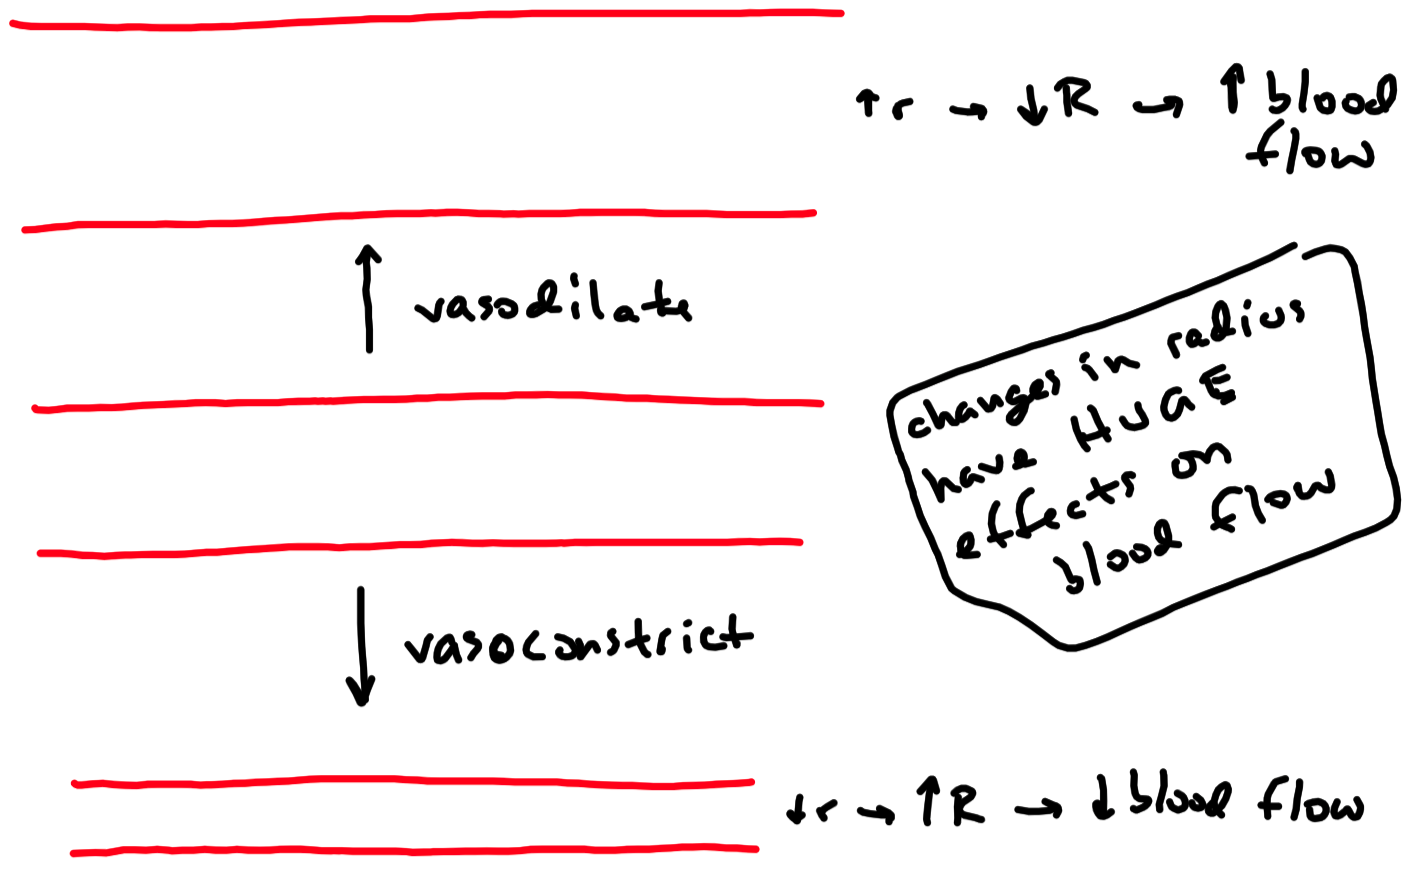 ↑r → ↓R → ↑ blood
flow
vasodilate
changes in radius
have HUGE
effects on
blood flow
vasoconstrict
↓r → ↑R → ↓ blood flow